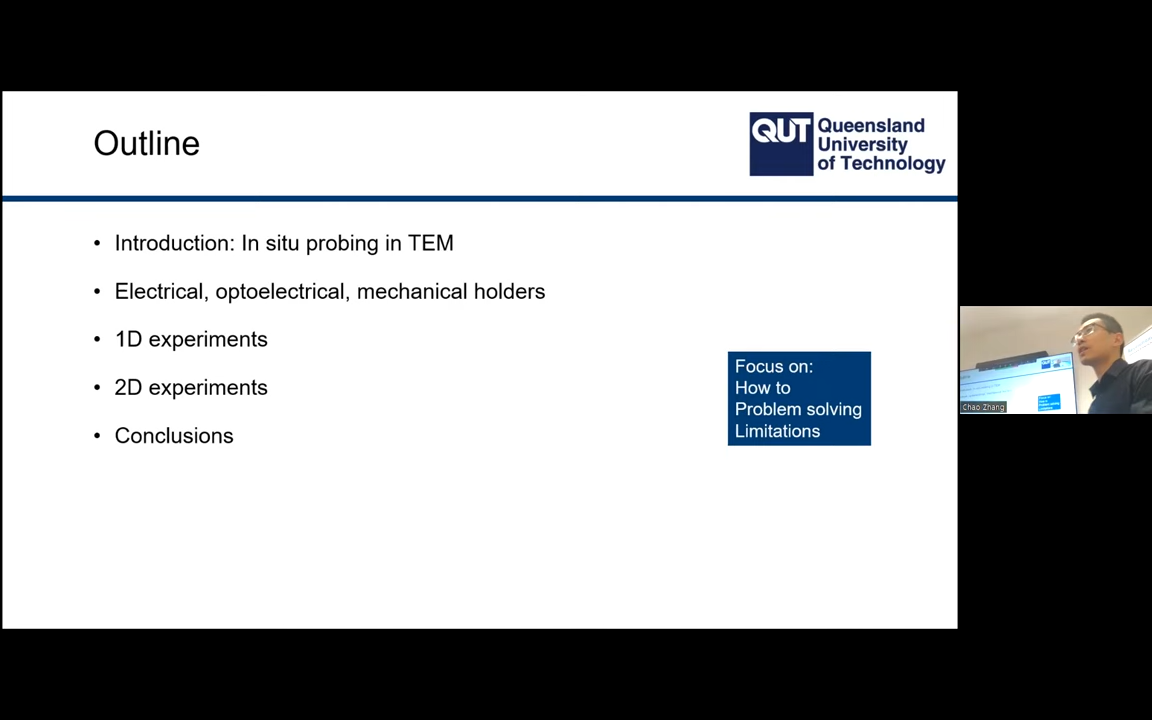 Outline
QUT
Queensland
University
of Technology
• Introduction: In situ probing in TEM
• Electrical, optoelectrical, mechanical holders
• 1D experiments
• 2D experiments
• Conclusions
Focus on:
How to
Problem solving
Limitations
Chao Zhang